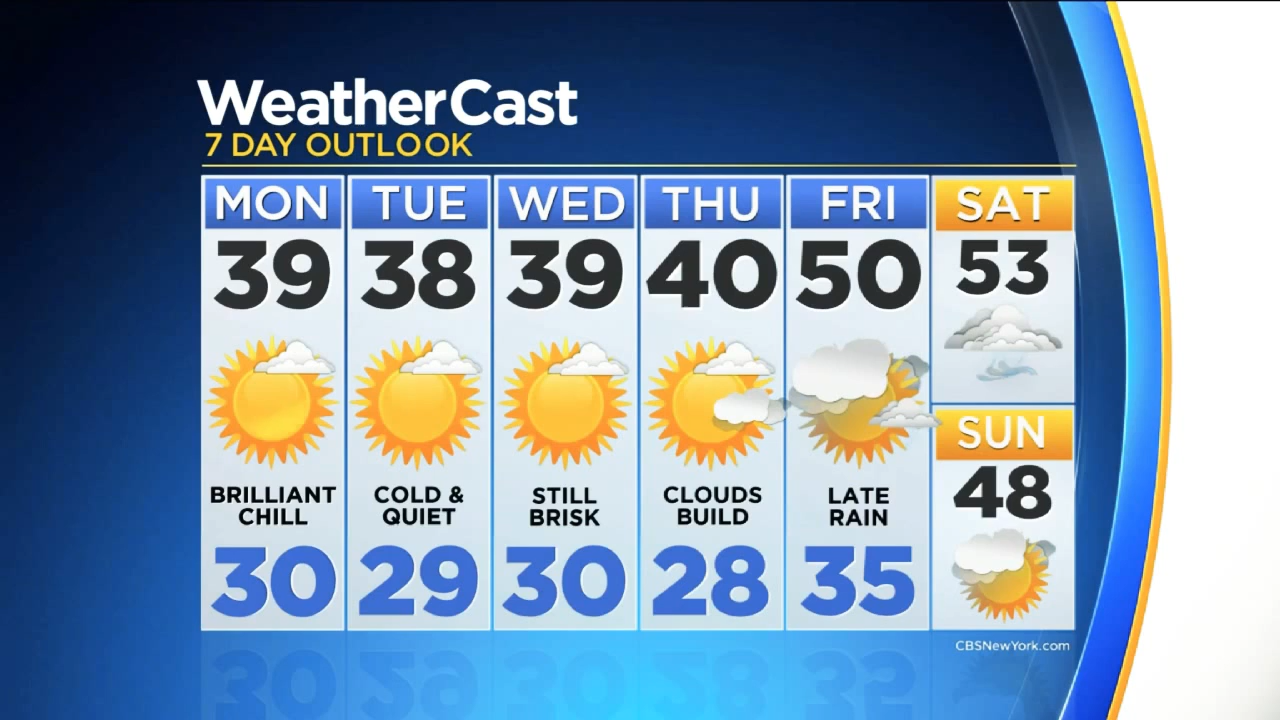 WeatherCast
7 DAY OUTLOOK
MON TUE WED THU FRI SAT
39 38 39 40 50 53
SUN
48
BRILLIANT CHILL
COLD & QUIET
STILL BRISK
CLOUDS BUILD
LATE RAIN
30 29 30 28 35
CBSNewYork.com